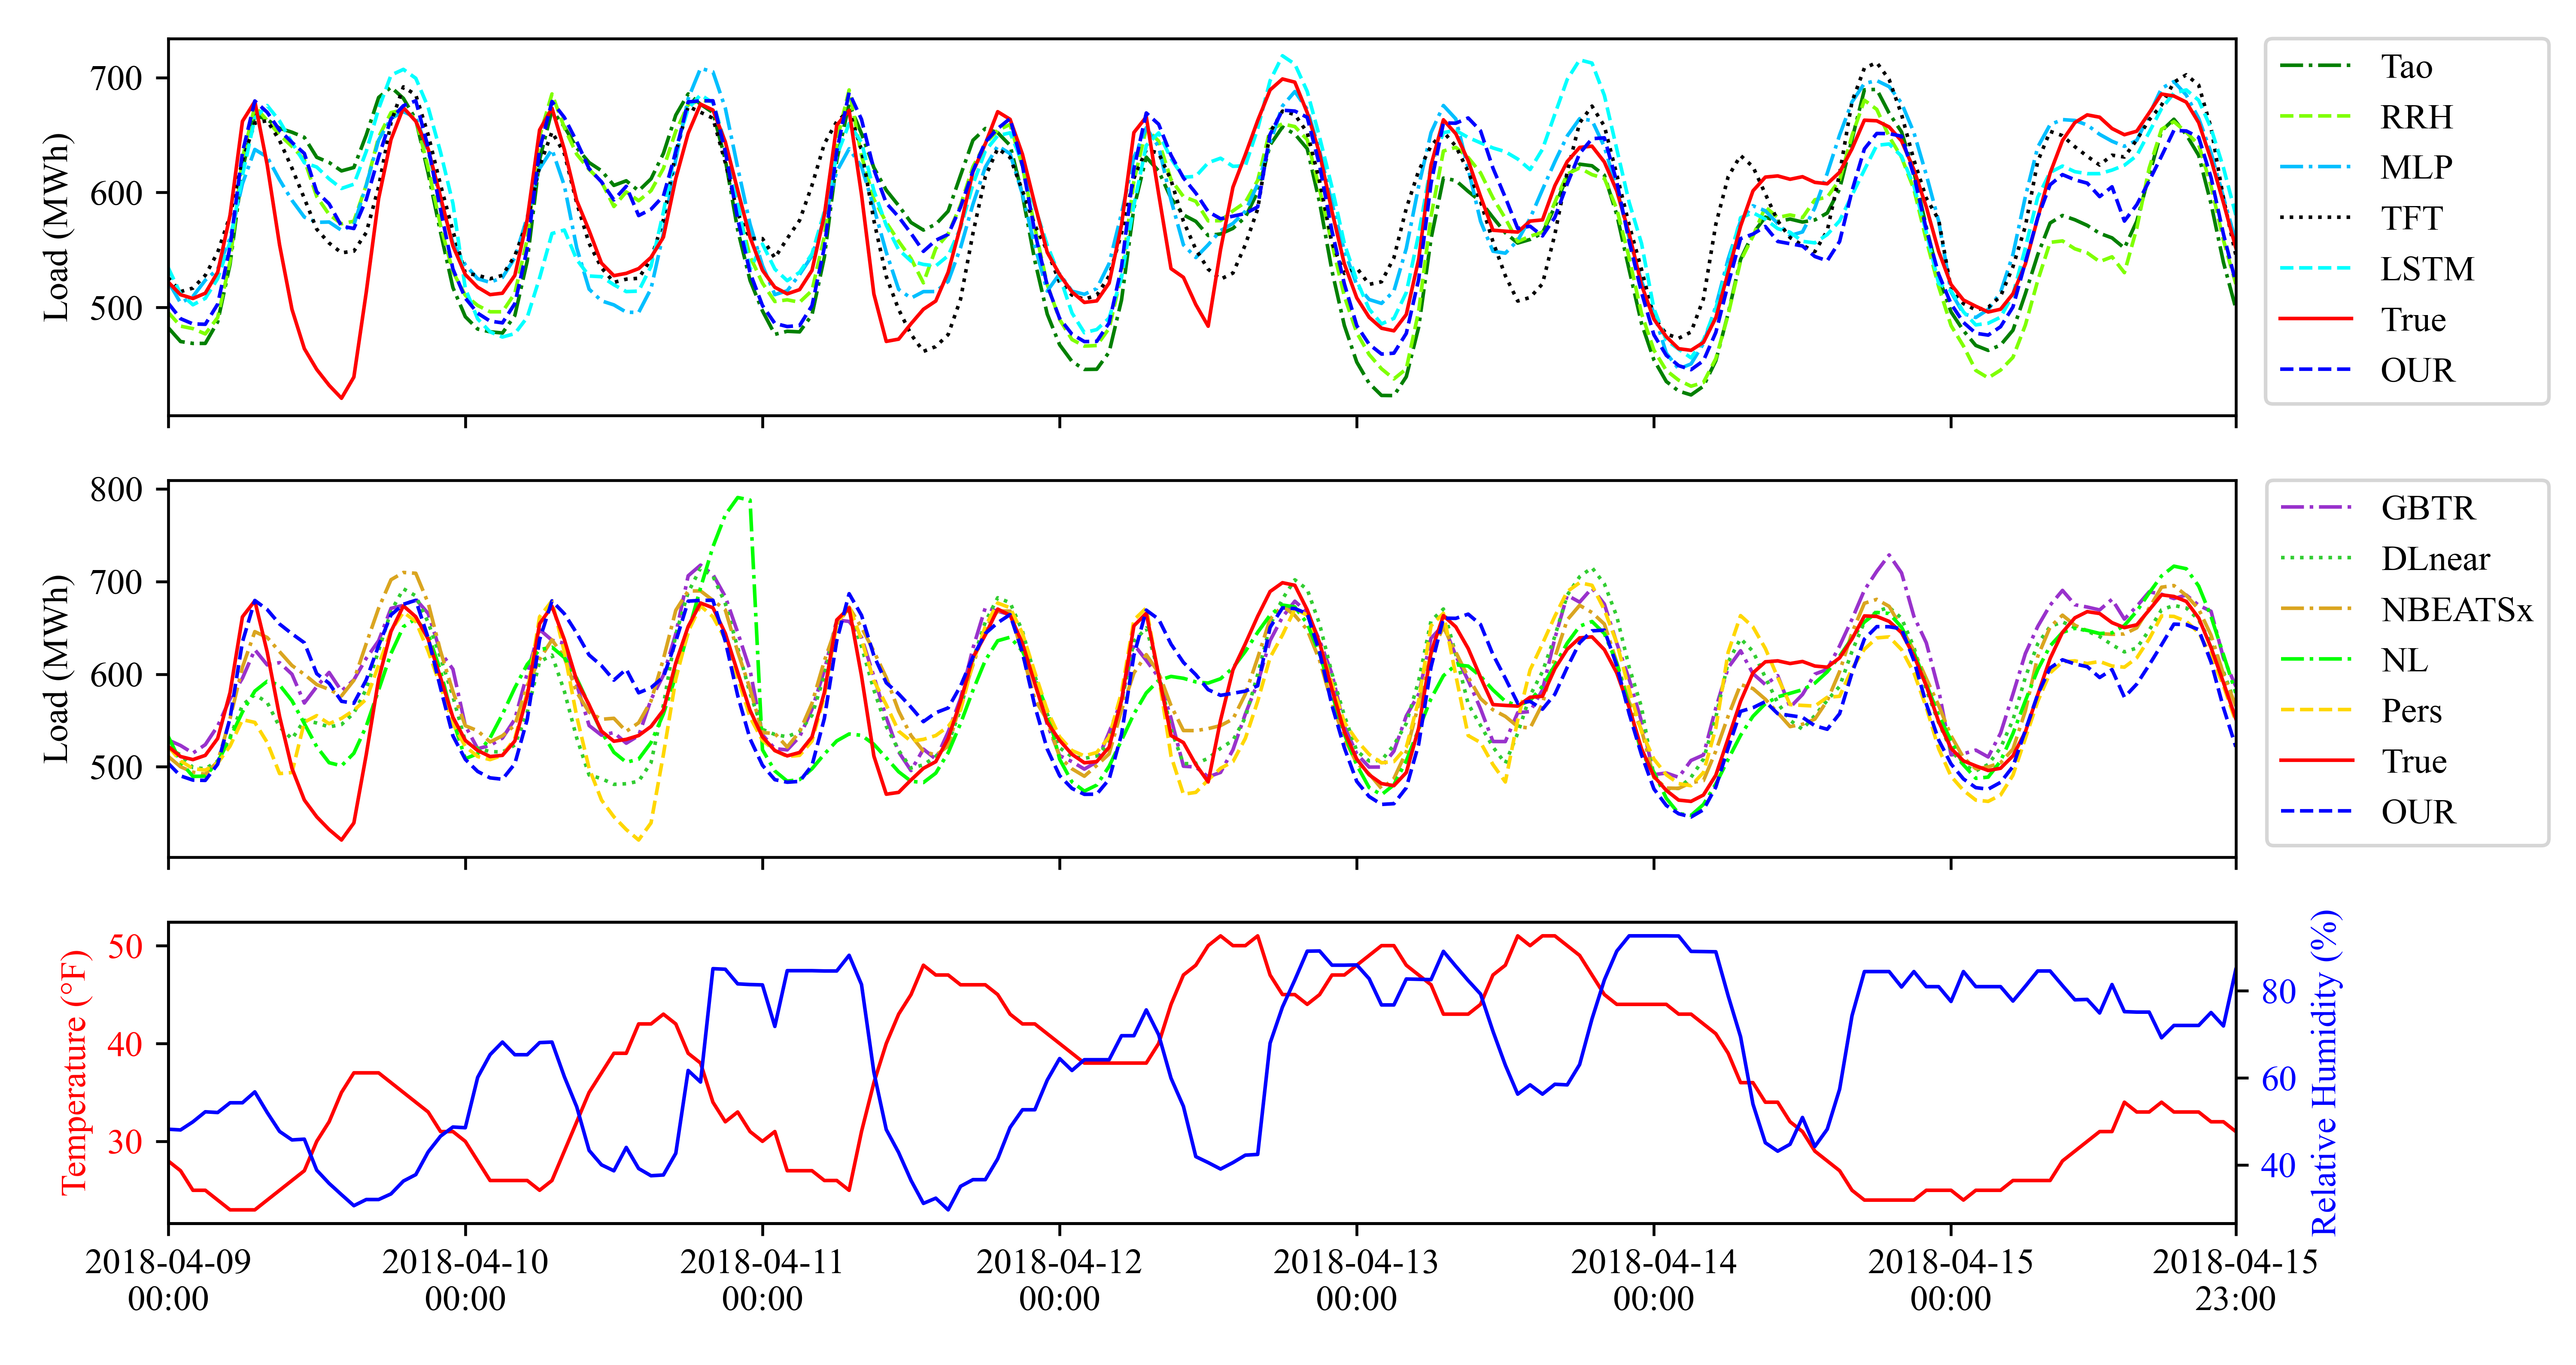 700
600
500
Load (MWh)
Tao
RRH
MLP
TFT
LSTM
True
OUR
800
700
600
500
Load (MWh)
GBTR
DLnear
NBEATSx
NL
Pers
True
OUR
50
40
30
Temperature (°F)
80
60
40
Relative Humidity (%)
2018-04-09 2018-04-10 2018-04-11 2018-04-12 2018-04-13 2018-04-14 2018-04-15 2018-04-15
00:00 00:00 00:00 00:00 00:00 00:00 00:00 23:00